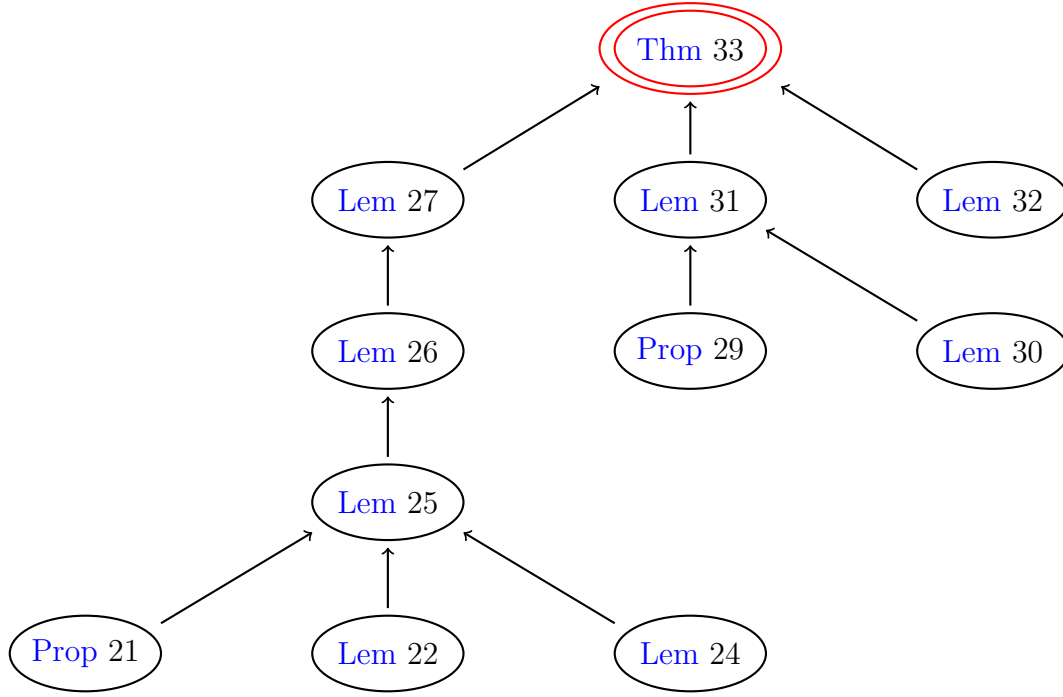 Thm 33
Lem 27
Lem 31
Lem 32
Lem 26
Prop 29
Lem 30
Lem 25
Prop 21
Lem 22
Lem 24